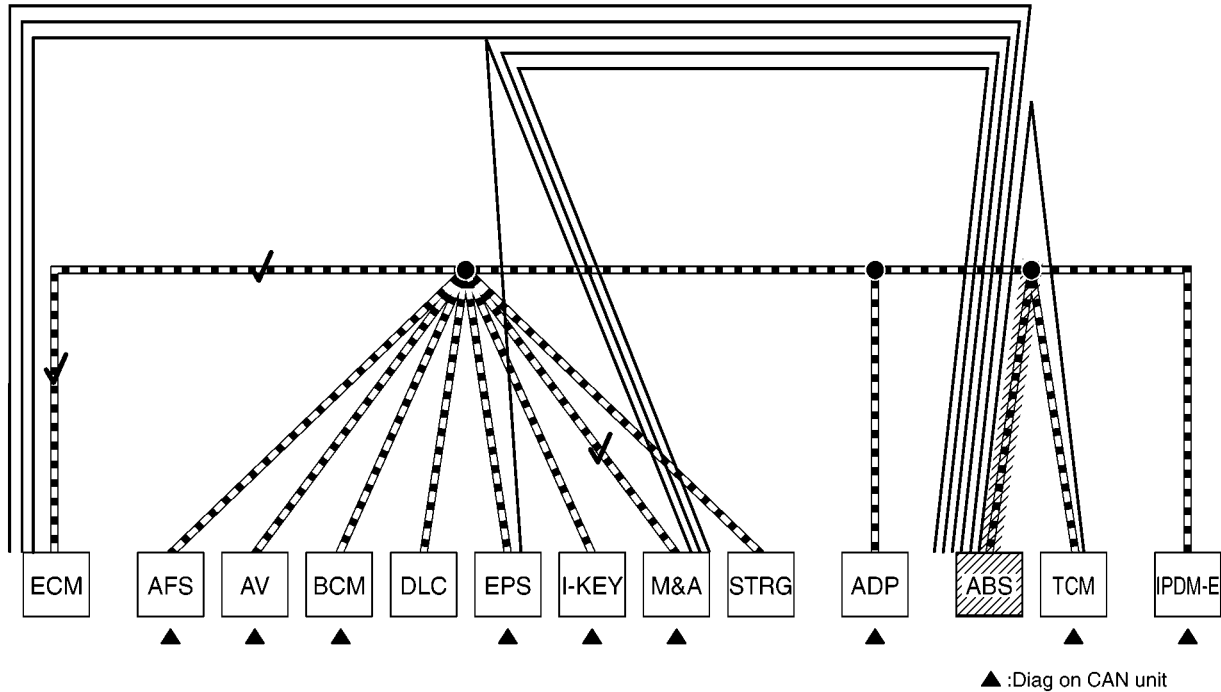 ECM AFS AV BCM DLC EPS I-KEY M&A STRG ADP ABS TCM IPDM-E
▲ :Diag on CAN unit